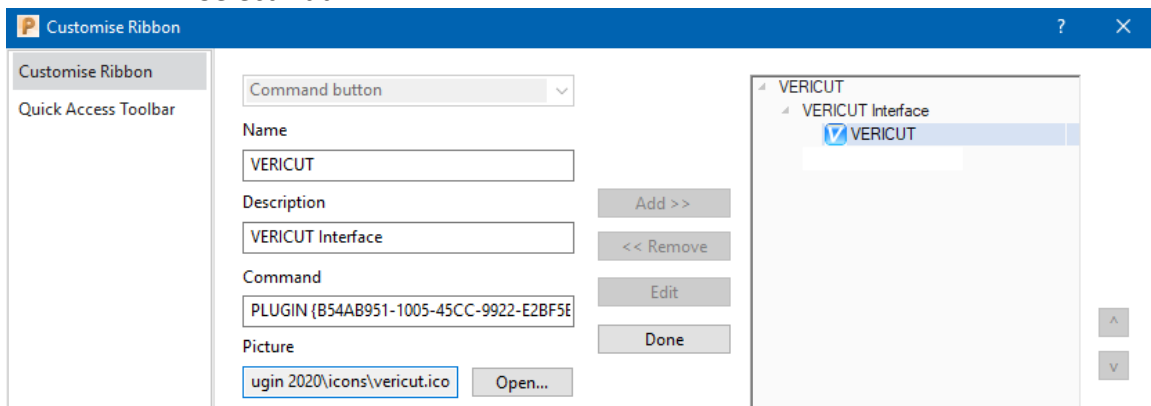 Customise Ribbon
?
Customise Ribbon
Quick Access Toolbar
Command button
Name
VERICUT
Description
VERICUT Interface
Command
PLUGIN {B54AB951-1005-45CC-9922-E2BF5E
Picture
ugin 2020\icons\vericut.ico
Open...
Add >>
<< Remove
Edit
Done
VERICUT
VERICUT Interface
VERICUT